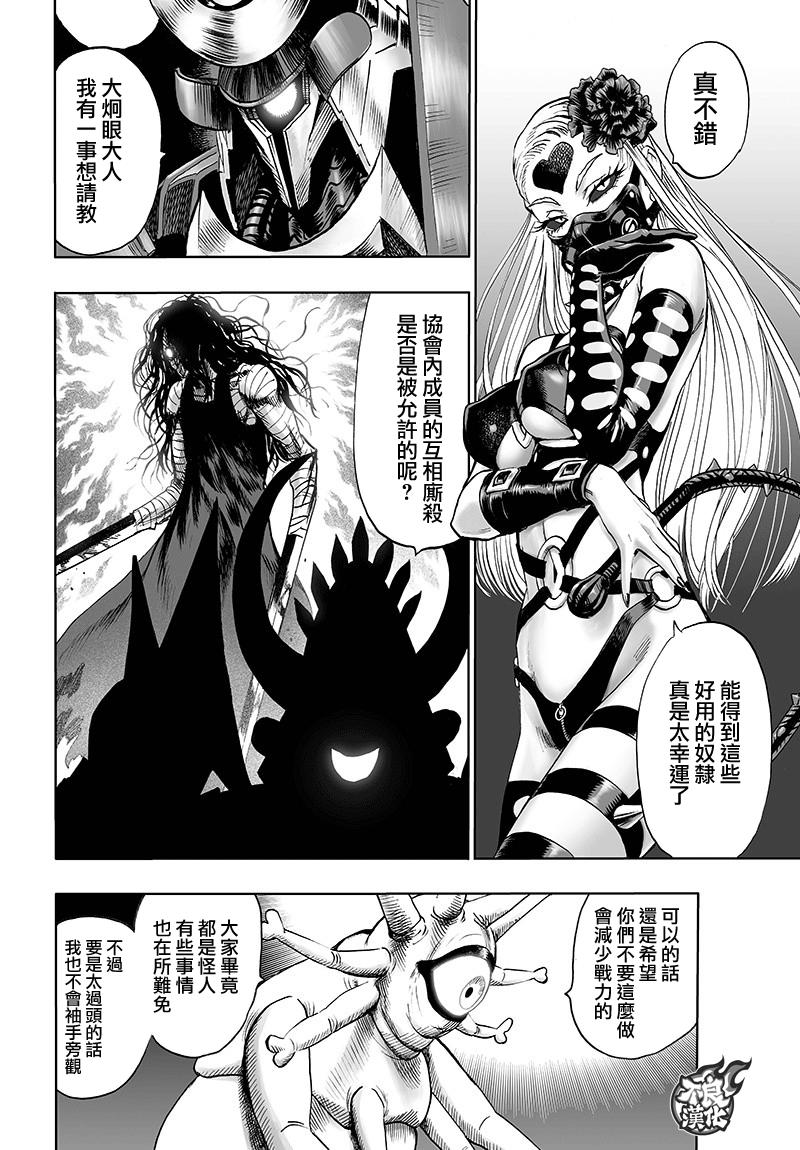 真不錯
能得到這些
好用的奴隸
真是太幸運了
大炯眼大人
我有一事想請教
協會內成員的互相廝殺
是否是被允許的呢？
可以的話
還是希望
你們不要這麼做
會減少戰力的
大家畢竟
都是怪人
有些事情
也在所難免
不過
要是太過頭的話
我也不會袖手旁觀
大狼
漢化